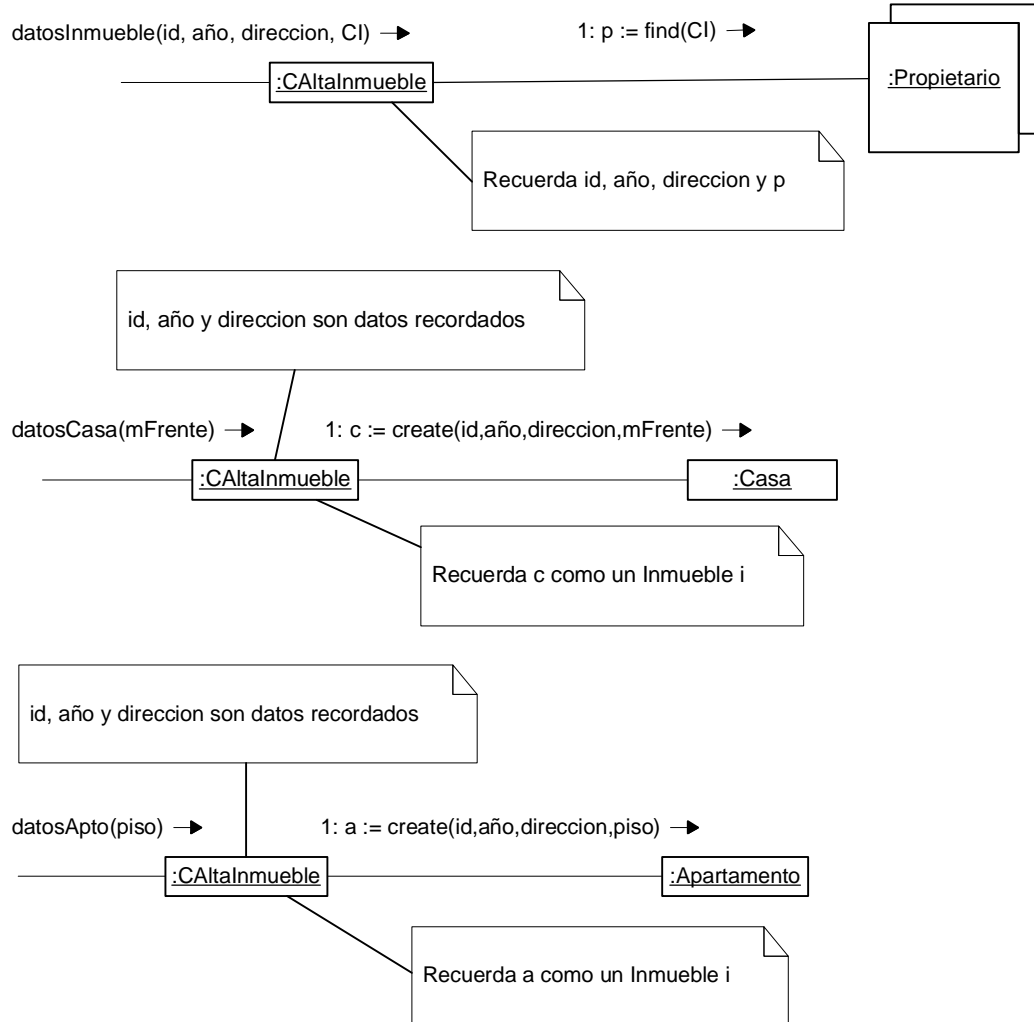 datosInmueble(id, año, direccion, CI)
1: p := find(CI)
:CAltaInmueble
:Propietario
Recuerda id, año, direccion y p
id, año y direccion son datos recordados
datosCasa(mFrente)
1: c := create(id,año,direccion,mFrente)
:CAltaInmueble
:Casa
Recuerda c como un Inmueble i
id, año y direccion son datos recordados
datosApto(piso)
1: a := create(id,año,direccion,piso)
:CAltaInmueble
:Apartamento
Recuerda a como un Inmueble i